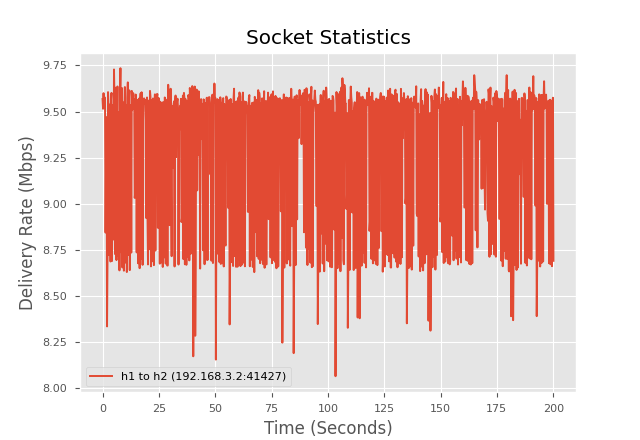 Socket Statistics
Delivery Rate (Mbps)
9.75
9.50
9.25
9.00
8.75
8.50
8.25
8.00
h1 to h2 (192.168.3.2:41427)
0 25 50 75 100 125 150 175 200
Time (Seconds)